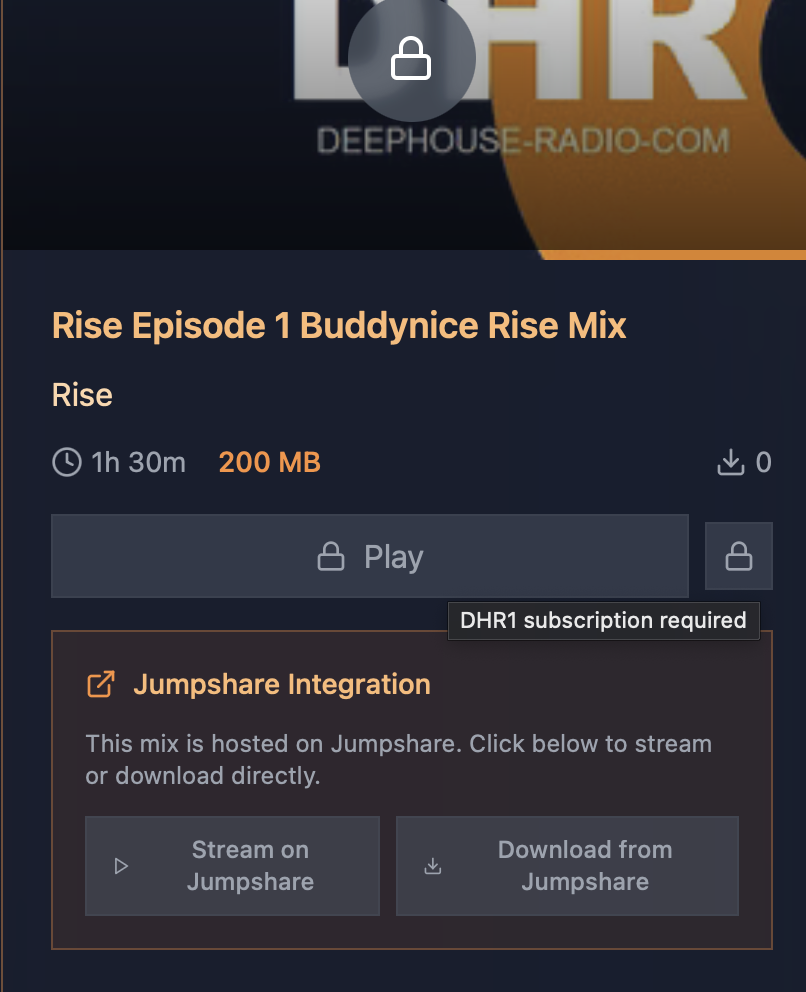 DHR
DEEPHOUSE-RADIO-COM
Rise Episode 1 Buddynice Rise Mix
Rise
1h 30m 200 MB 0
Play
DHR1 subscription required
Jumpshare Integration
This mix is hosted on Jumpshare. Click below to stream
or download directly.
Stream on
Jumpshare
Download from
Jumpshare